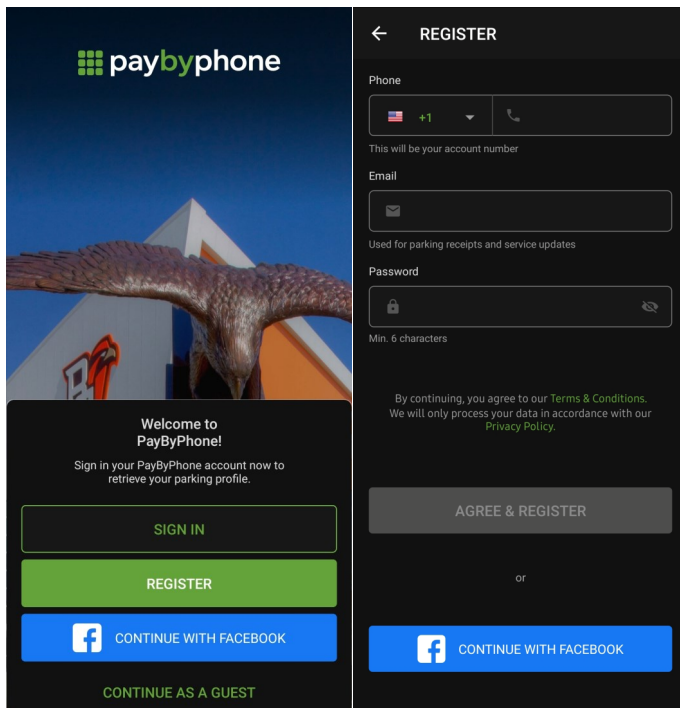 paybyphone
Welcome to
PayByPhone!
Sign in your PayByPhone account now to
retrieve your parking profile.
SIGN IN
REGISTER
CONTINUE WITH FACEBOOK
CONTINUE AS A GUEST
REGISTER
Phone
+1
This will be your account number
Email
Used for parking receipts and service updates
Password
Min. 6 characters
By continuing, you agree to our Terms & Conditions.
We will only process your data in accordance with our
Privacy Policy.
AGREE & REGISTER
or
CONTINUE WITH FACEBOOK